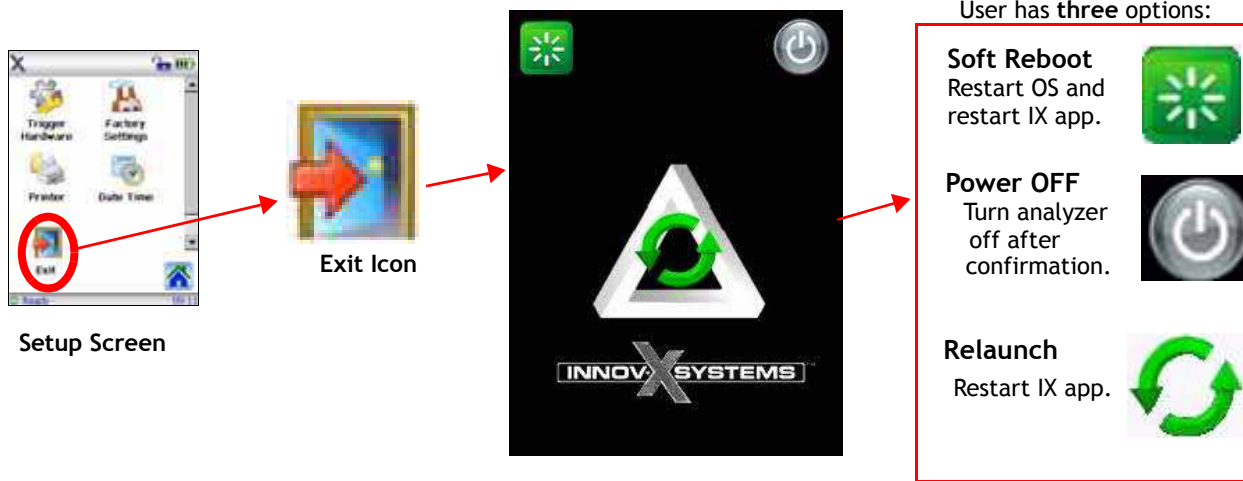 User has three options:
X
Trigger
Hardware
Factory
Settings
Printer
Date Time
Exit
Ready
Setup Screen
Exit Icon
INNOV X SYSTEMS
Soft Reboot
Restart OS and
restart IX app.
Power OFF
Turn analyzer
off after
confirmation.
Relaunch
Restart IX app.